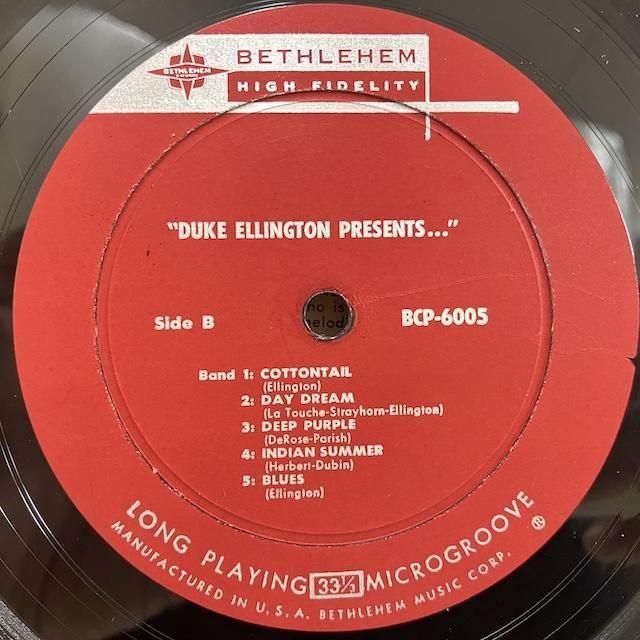 BETHLEHEM
BETHLEHEM
HIGH FIDELITY
"DUKE ELLINGTON PRESENTS..."
Side B
BCP-6005
no is
Band 1: COTTONTAIL
(Ellington)
2: DAY DREAM
(La Touche-Strayhorn-Ellington)
3: DEEP PURPLE
(DeRose-Parish)
4: INDIAN SUMMER
(Herbert-Dubin)
5: BLUES
(Ellington)
LONG PLAYING 33⅓ MICROGROOVE
MANUFACTURED IN U.S.A. BETHLEHEM MUSIC CORP.